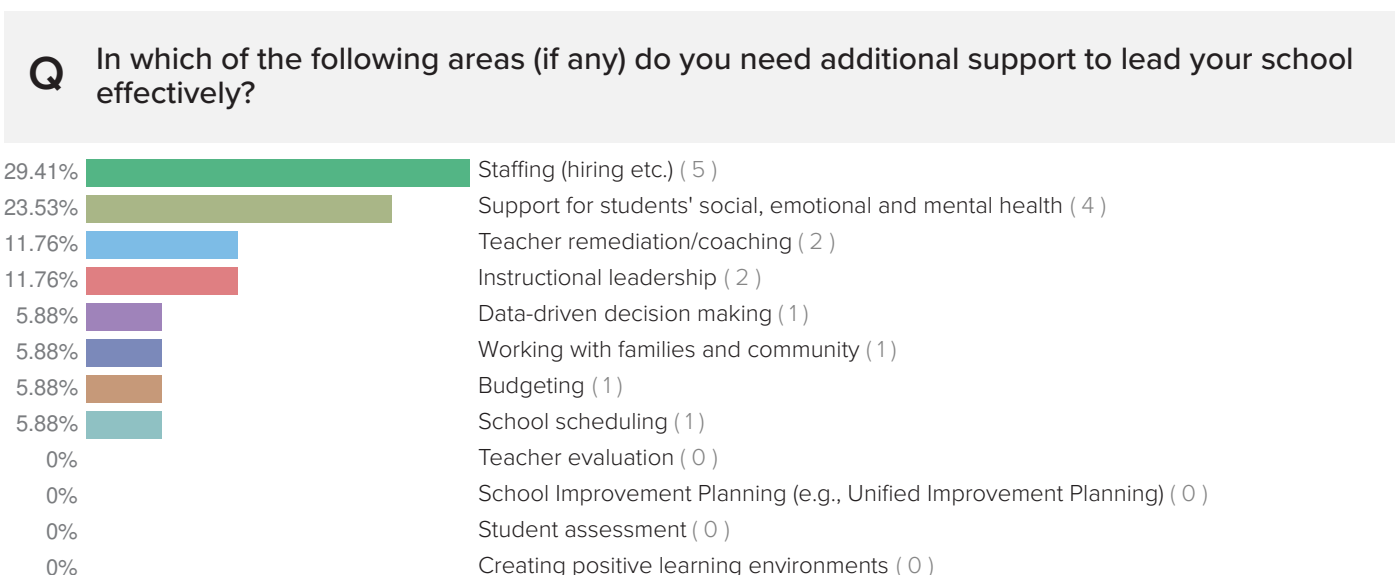 Q In which of the following areas (if any) do you need additional support to lead your school
effectively?
29.41% Staffing (hiring etc.) ( 5 )
23.53% Support for students' social, emotional and mental health ( 4 )
11.76% Teacher remediation/coaching ( 2 )
11.76% Instructional leadership ( 2 )
5.88% Data-driven decision making ( 1 )
5.88% Working with families and community ( 1 )
5.88% Budgeting ( 1 )
5.88% School scheduling ( 1 )
0% Teacher evaluation ( 0 )
0% School Improvement Planning (e.g., Unified Improvement Planning) ( 0 )
0% Student assessment ( 0 )
0% Creating positive learning environments ( 0 )